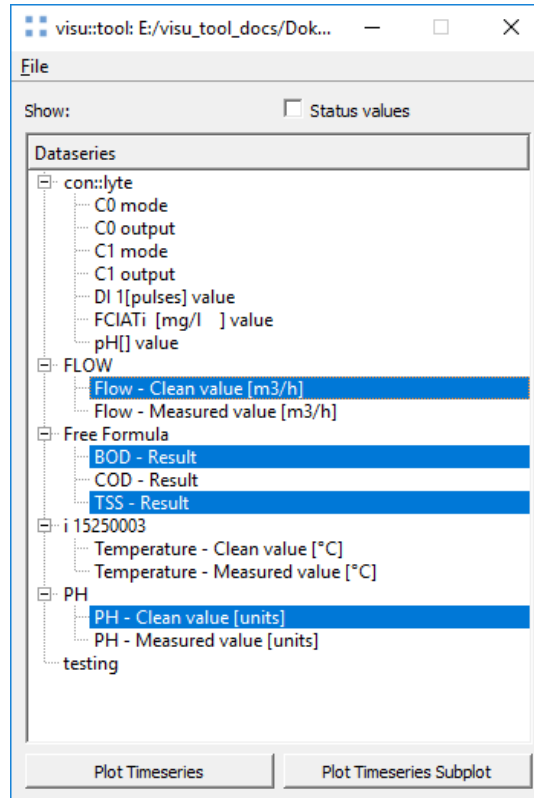 visu::tool: E:/visu_tool_docs/Dok...
File
Show: Status values
Dataseries
con::lyte
C0 mode
C0 output
C1 mode
C1 output
DI 1[pulses] value
FCIATi [mg/l ] value
pH[] value
FLOW
Flow - Clean value [m3/h]
Flow - Measured value [m3/h]
Free Formula
BOD - Result
COD - Result
TSS - Result
i 15250003
Temperature - Clean value [°C]
Temperature - Measured value [°C]
PH
PH - Clean value [units]
PH - Measured value [units]
testing
Plot Timeseries Plot Timeseries Subplot